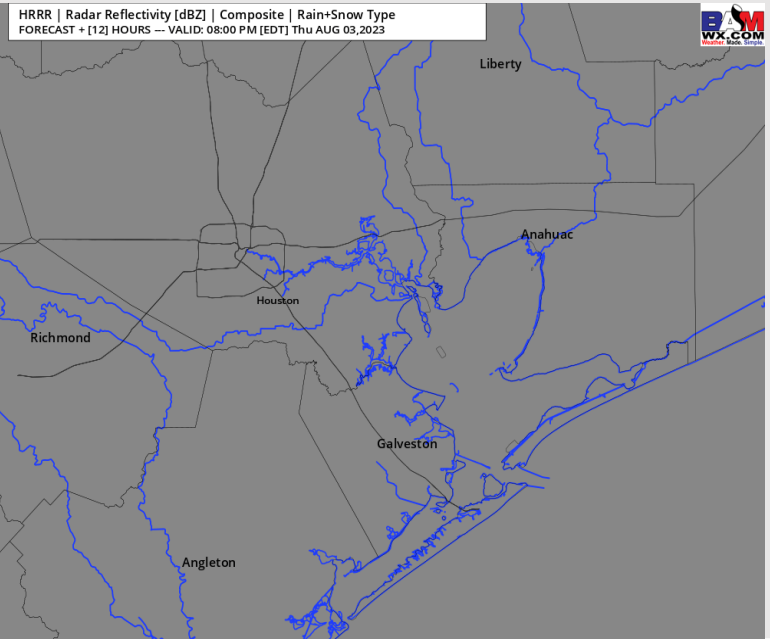 HRRR | Radar Reflectivity [dBZ] | Composite | Rain+Snow Type
FORECAST + [12] HOURS --- VALID: 08:00 PM [EDT] Thu AUG 03,2023
BAM
WX.COM
Weather. Made. Simple.
Liberty
Anahuac
Houston
Richmond
Galveston
Angleton